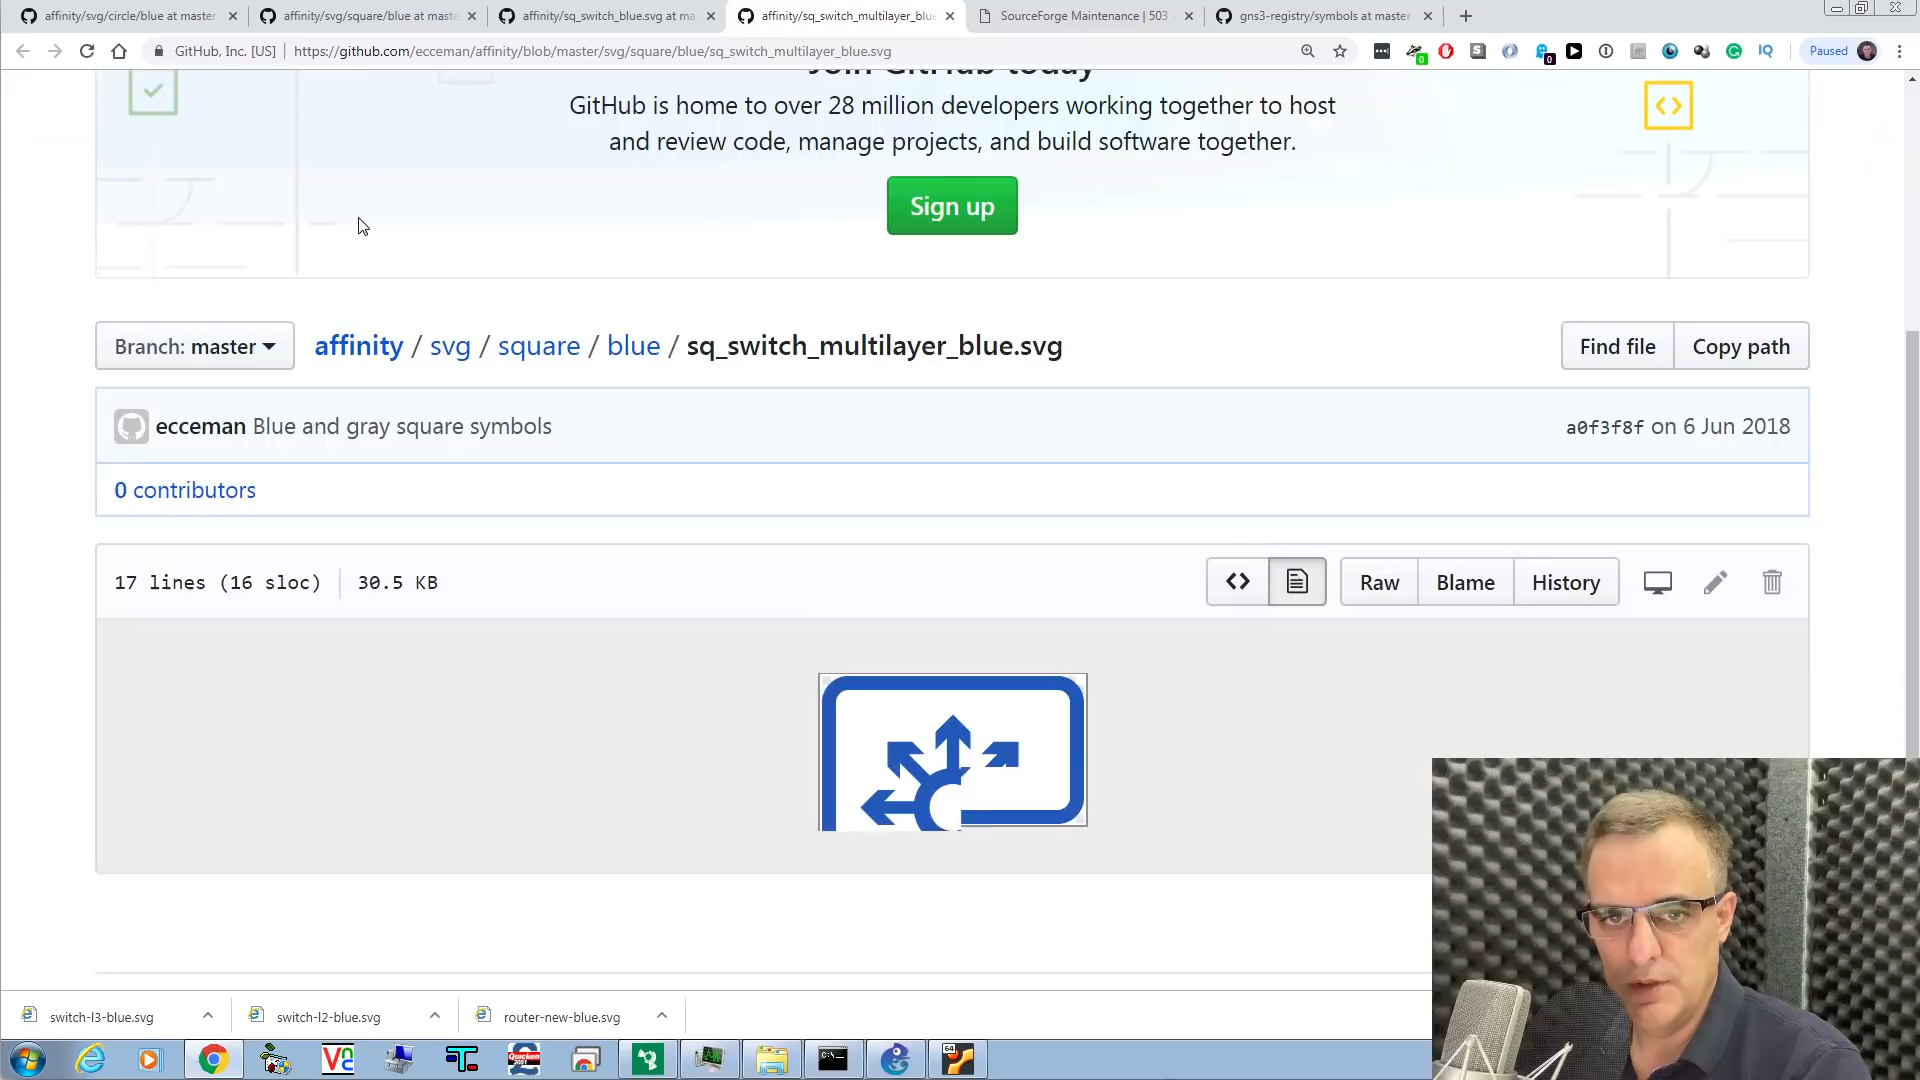 affinity/svg/circle/blue at master
affinity/svg/square/blue at maste
affinity/sq_switch_blue.svg at ma
affinity/sq_switch_multilayer_blue
SourceForge Maintenance | 503
gns3-registry/symbols at master
GitHub, Inc. [US]
https://github.com/ecceman/affinity/blob/master/svg/square/blue/sq_switch_multilayer_blue.svg
Paused
Join GitHub today
GitHub is home to over 28 million developers working together to host
and review code, manage projects, and build software together.
Sign up
Branch: master
affinity / svg / square / blue / sq_switch_multilayer_blue.svg
Find file
Copy path
ecceman Blue and gray square symbols
a0f3f8f on 6 Jun 2018
0 contributors
17 lines (16 sloc)
30.5 KB
Raw
Blame
History
switch-l3-blue.svg
switch-l2-blue.svg
router-new-blue.svg